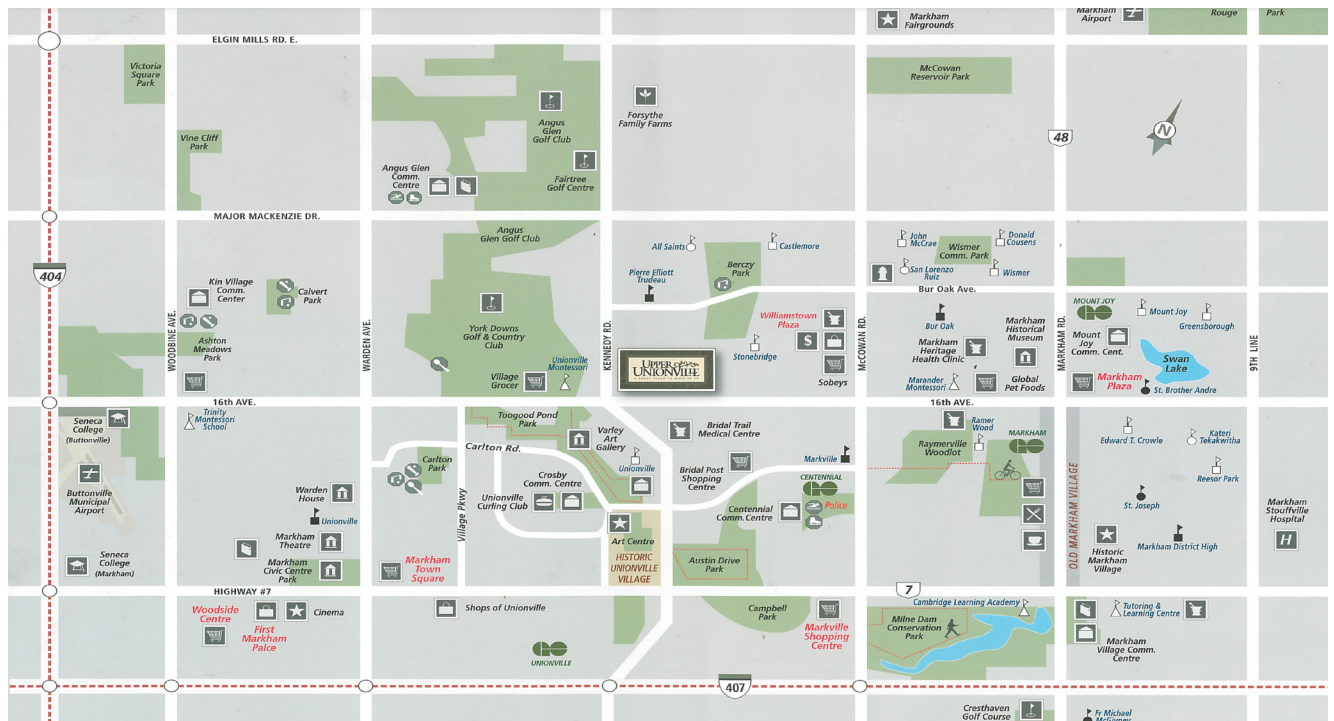 Markham
Fairgrounds
Markham
Airport
Rouge
Park
ELGIN MILLS RD. E.
Victoria
Square
Park
Vine Cliff
Park
Angus
Glen
Golf Club
Forsythe
Family Farms
McCowan
Reservoir Park
48
N
Angus Glen
Comm.
Centre
Fairtree
Golf Centre
MAJOR MACKENZIE DR.
404
WOODBINE AVE.
WARDEN AVE.
KENNEDY RD.
McCOWAN RD.
MARKHAM RD.
9TH LINE
Angus
Glen Golf Club
All Saints
Castlemore
Berczy
Park
Pierre Elliott
Trudeau
John
McCrae
Wismer
Comm. Park
Donald
Cousens
San Lorenzo
Ruiz
Wismer
Bur Oak Ave.
Kin Village
Comm.
Center
Calvert
Park
Ashton
Meadows
Park
York Downs
Golf & Country
Club
Unionville
Montessori
Village
Grocer
UPPER
UNIONVILLE
Williamstown
Plaza
$
Stonebridge
Sobeys
Bur Oak
Markham
Heritage
Health Clinic
Markham
Historical
Museum
Marander
Montessori
Global
Pet Foods
MOUNT JOY
Mount
Joy
Comm. Cent.
Mount Joy
Greensborough
Swan
Lake
Markham
Plaza
St. Brother Andre
16th AVE.
16th AVE.
Seneca
College
(Buttonville)
Trinity
Montessori
School
Buttonville
Municipal
Airport
Seneca
College
(Markham)
Warden
House
Unionville
Markham
Theatre
Markham
Civic Centre
Park
Carlton
Park
Markham
Town
Square
Village Pkwy
Carlton Rd.
Toogood Pond
Park
Varley
Art
Gallery
Unionville
Crosby
Comm. Centre
Unionville
Curling Club
Art Centre
HISTORIC
UNIONVILLE
VILLAGE
Bridal Trail
Medical Centre
Bridal Post
Shopping
Centre
Markville
CENTENNIAL
Centennial
Comm.Centre
Police
Austin Drive
Park
Raymerville
Woodlot
Ramer
Wood
MARKHAM
OLD MARKHAM VILLAGE
Edward T. Crowle
Kateri
Tekakwitha
Reesor Park
St. Joseph
Historic
Markham
Village
Markham District High
Markham
Stouffville
Hospital
H
HIGHWAY #7
7
Woodside
Centre
First
Markham
Palce
Cinema
Shops of Unionville
UNIONVILLE
Campbell
Park
Markville
Shopping
Centre
Milne Dam
Conservation
Park
Cambridge Learning Academy
Tutoring &
Learning Centre
Markham
Village Comm.
Centre
407
Cresthaven
Golf Course
Fr Michael
McGivney